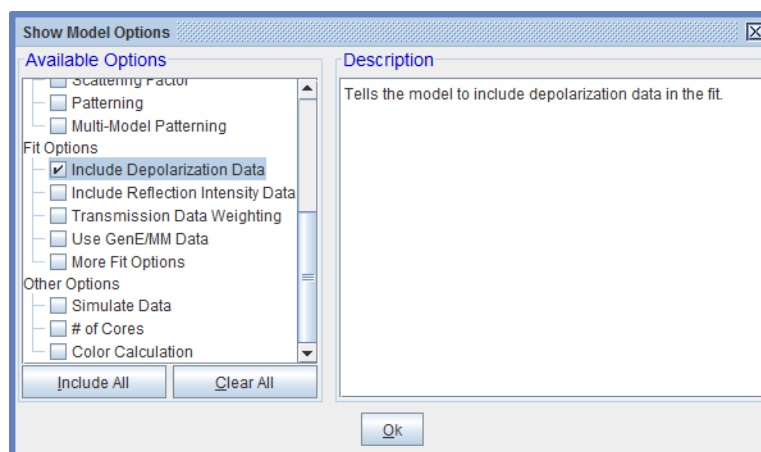 Show Model Options
Available Options
Scattering Factor
Patterning
Multi-Model Patterning
Fit Options
Include Depolarization Data
Include Reflection Intensity Data
Transmission Data Weighting
Use GenE/MM Data
More Fit Options
Other Options
Simulate Data
# of Cores
Color Calculation
Include All
Clear All
Description
Tells the model to include depolarization data in the fit.
Ok